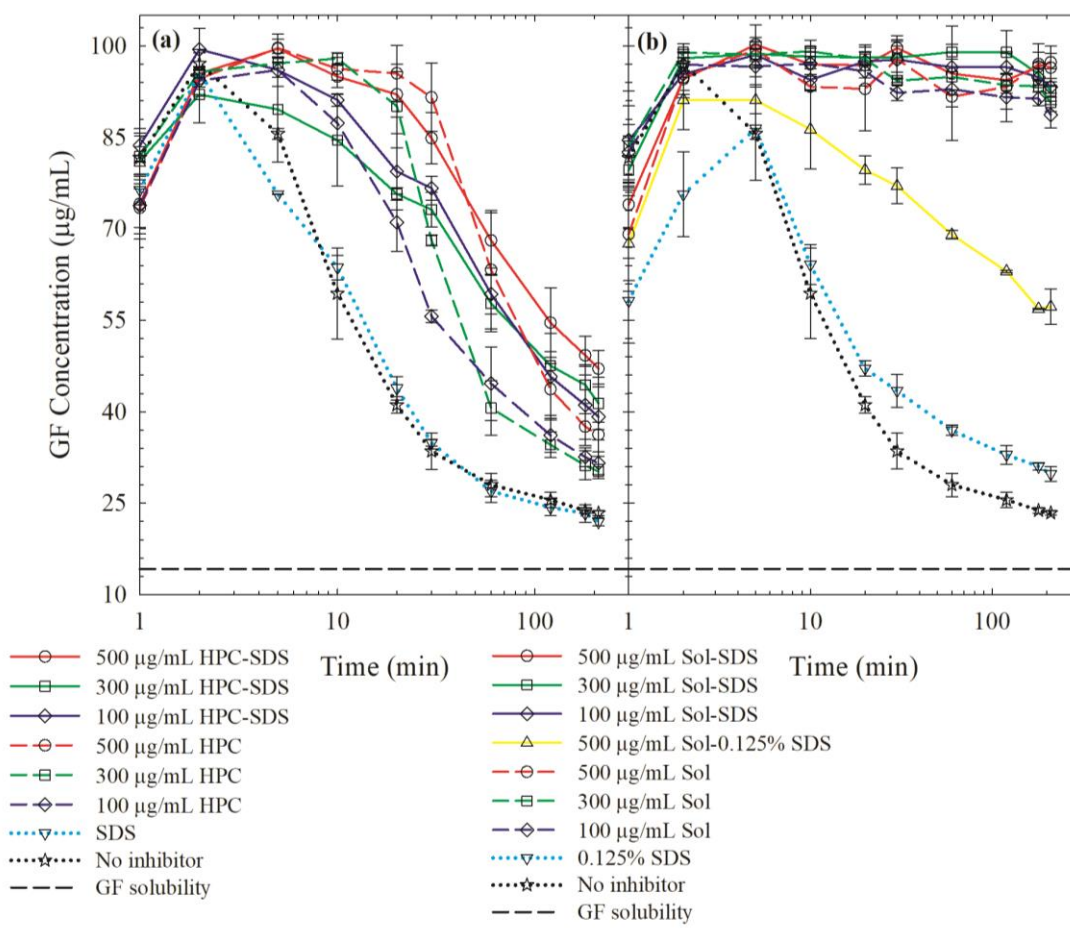 (a)
(b)
100
85
70
55
40
25
10
GF Concentration (µg/mL)
1
10
100
1
10
100
Time (min)
Time (min)
500 µg/mL HPC-SDS
300 µg/mL HPC-SDS
100 µg/mL HPC-SDS
500 µg/mL HPC
300 µg/mL HPC
100 µg/mL HPC
SDS
No inhibitor
GF solubility
500 µg/mL Sol-SDS
300 µg/mL Sol-SDS
100 µg/mL Sol-SDS
500 µg/mL Sol-0.125% SDS
500 µg/mL Sol
300 µg/mL Sol
100 µg/mL Sol
0.125% SDS
No inhibitor
GF solubility